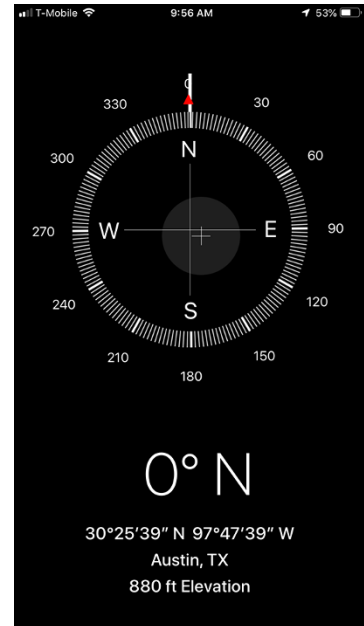 T-Mobile 9:56 AM 53%
0
330 30
N
300 60
270 W E 90
240 120
S
210 150
180
0° N
30°25’39” N 97°47’39” W
Austin, TX
880 ft Elevation